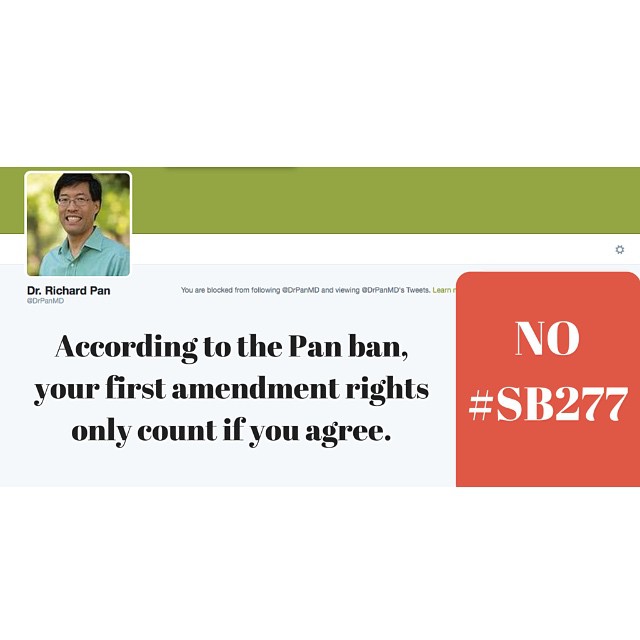 Dr. Richard Pan
@DrPanMD
You are blocked from following @DrPanMD and viewing @DrPanMD's Tweets. Learn
According to the Pan ban,
your first amendment rights
only count if you agree.
NO
#SB277